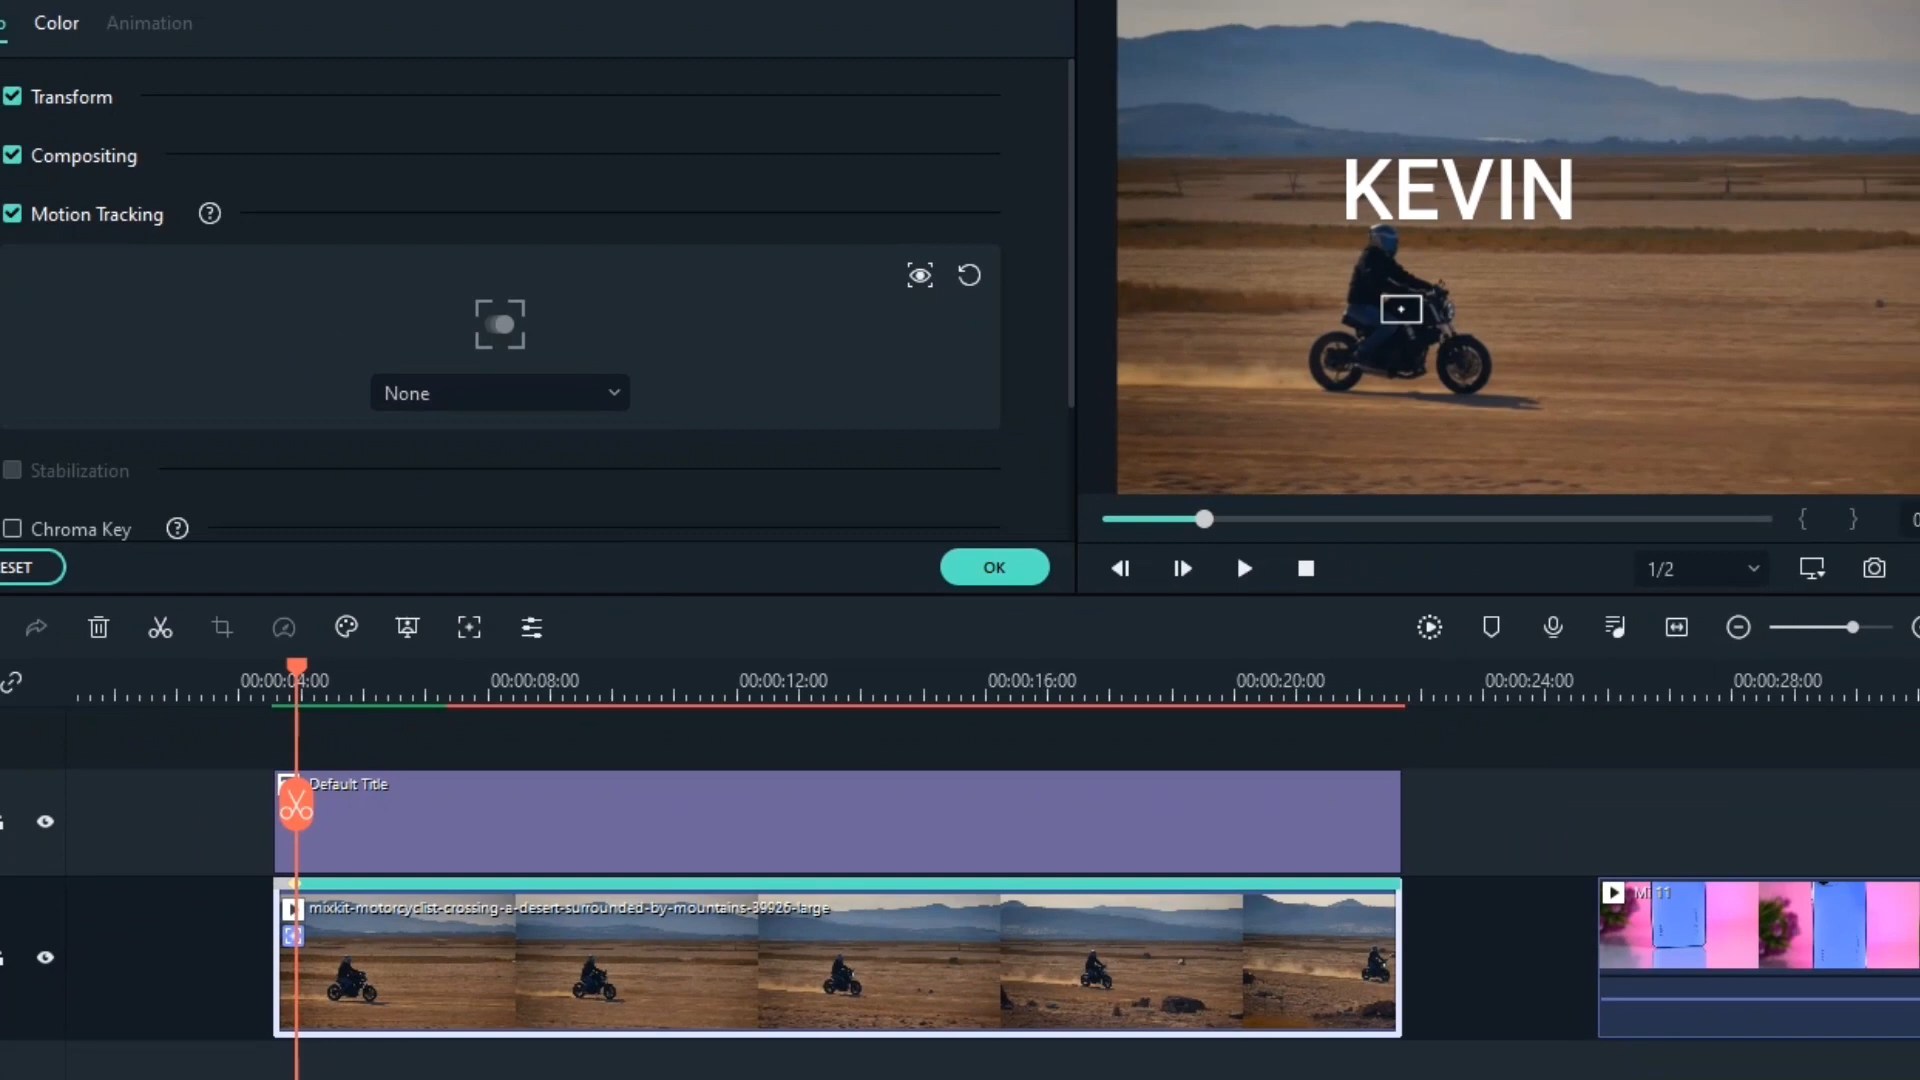 Color
Animation
Transform
Compositing
Motion Tracking
None
Stabilization
Chroma Key
ESET
OK
KEVIN
{ }
1/2
00:00:04:00
00:00:08:00
00:00:12:00
00:00:16:00
00:00:20:00
00:00:24:00
00:00:28:00
Default Title
mixkit-motorcyclist-crossing-a-desert-surrounded-by-mountains-39926-large
MI 11